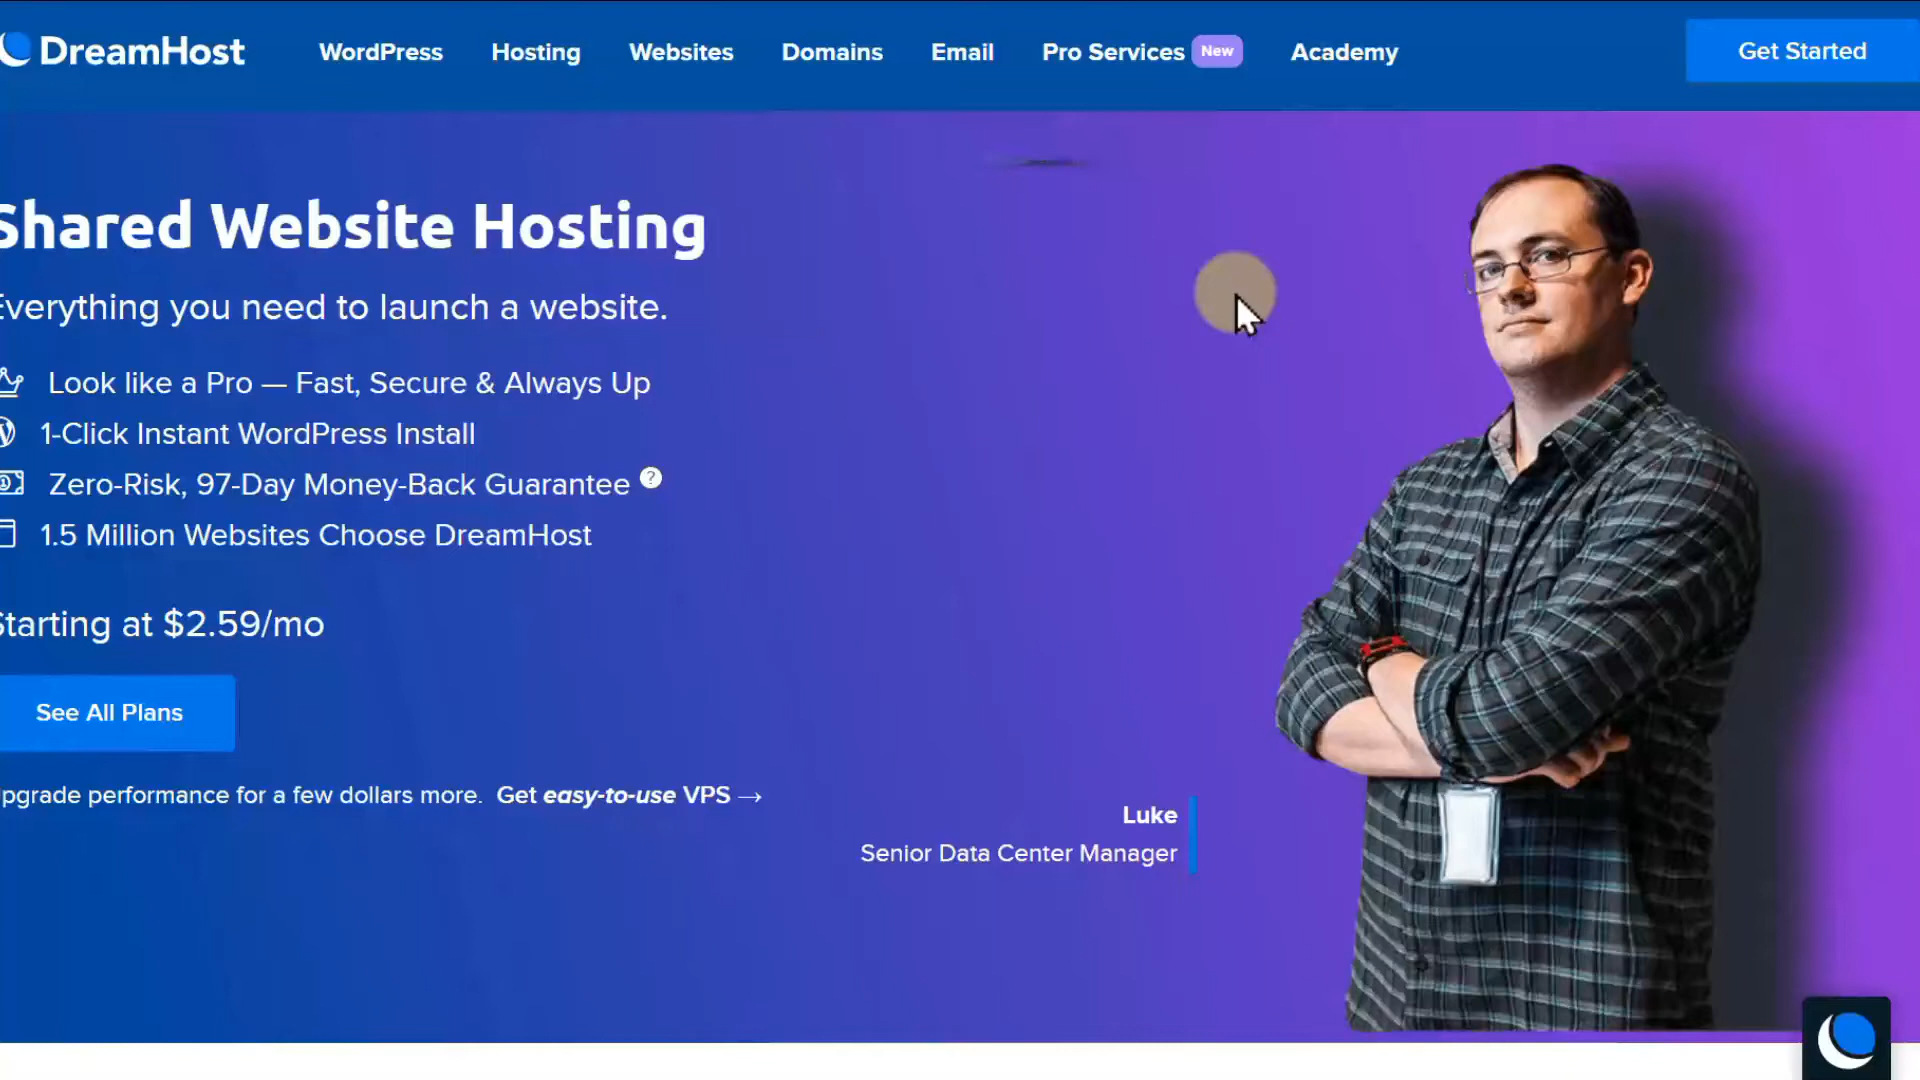 DreamHost
WordPress Hosting Websites Domains Email Pro Services New Academy
Get Started
Shared Website Hosting
Everything you need to launch a website.
Look like a Pro — Fast, Secure & Always Up
1-Click Instant WordPress Install
Zero-Risk, 97-Day Money-Back Guarantee ?
1.5 Million Websites Choose DreamHost
Starting at $2.59/mo
See All Plans
pgrade performance for a few dollars more. Get easy-to-use VPS →
Luke
Senior Data Center Manager